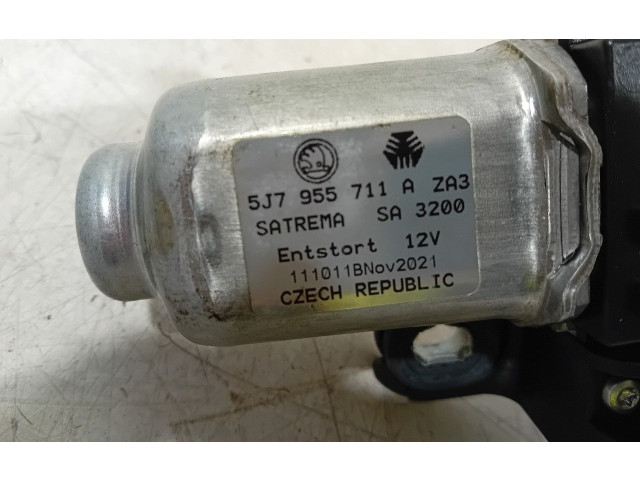 5J7 955 711 A ZA3
SATREMA SA 3200
Entstort 12V
111011BNov2021
CZECH REPUBLIC